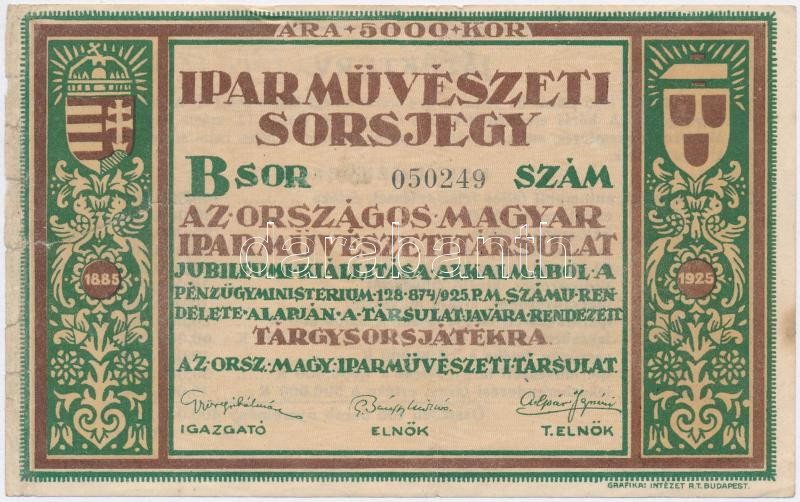 ÁRA • 5000 • KOR
IPARMŰVÉSZETI
SORSJEGY
B SOR 050249 SZÁM
AZ • ORSZÁGOS • MAGYAR
IPARMŰVÉSZETI TÁRSULAT
JUBILÁRIS KIÁLLÍTÁSA • ALKALMÁBÓL • A
PÉNZÜGYMINISTERIUM • 128 • 874/925 • P.M. SZÁMU • REN-
DELETE • ALAPJÁN • A • TÁRSULAT JAVÁRA • RENDEZETT
TÁRGYSORSJÁTÉKRA.
AZ • ORSZ • MAGY • IPARMŰVÉSZETI • TÁRSULAT.
1885
1925
IGAZGATÓ ELNÖK T. ELNÖK
GRAFIKAI INTÉZET R.T. BUDAPEST.
darabanth